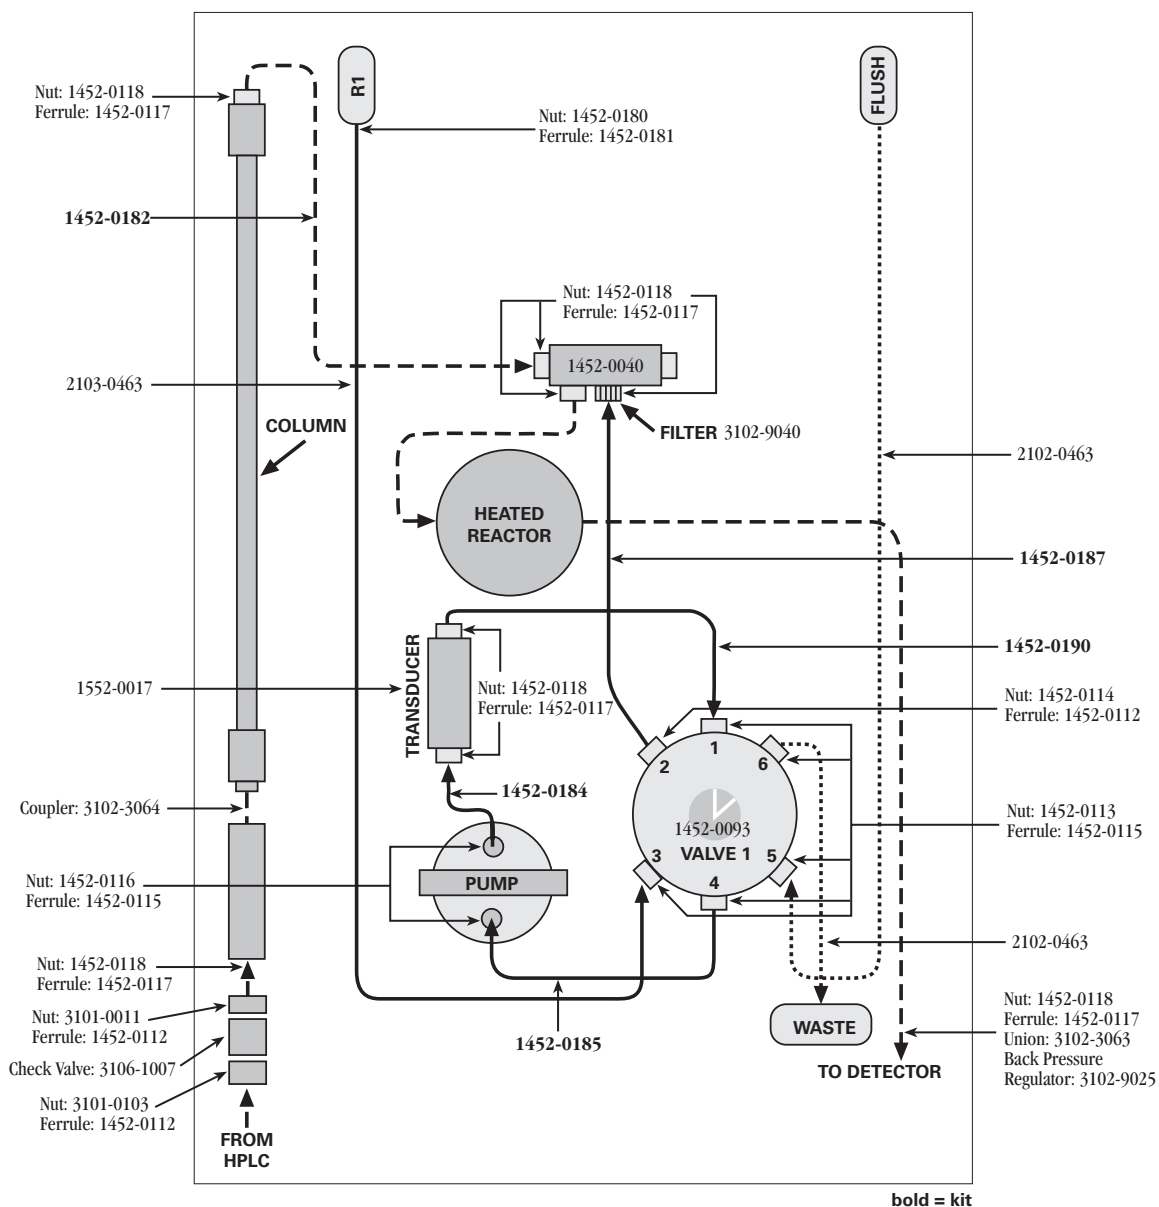 R1
FLUSH
Nut: 1452-0118
Ferrule: 1452-0117
Nut: 1452-0180
Ferrule: 1452-0181
1452-0182
Nut: 1452-0118
Ferrule: 1452-0117
1452-0040
2103-0463
COLUMN
FILTER 3102-9040
2102-0463
HEATED
REACTOR
1452-0187
TRANSDUCER
1452-0190
1552-0017
Nut: 1452-0118
Ferrule: 1452-0117
Nut: 1452-0114
Ferrule: 1452-0112
1
2
6
1452-0184
Coupler: 3102-3064
Nut: 1452-0113
Ferrule: 1452-0115
1452-0093
VALVE 1
3
5
4
PUMP
Nut: 1452-0116
Ferrule: 1452-0115
2102-0463
Nut: 1452-0118
Ferrule: 1452-0117
Nut: 3101-0011
Ferrule: 1452-0112
Check Valve: 3106-1007
Nut: 3101-0103
Ferrule: 1452-0112
1452-0185
WASTE
Nut: 1452-0118
Ferrule: 1452-0117
Union: 3102-3063
Back Pressure
Regulator: 3102-9025
TO DETECTOR
FROM
HPLC
bold = kit